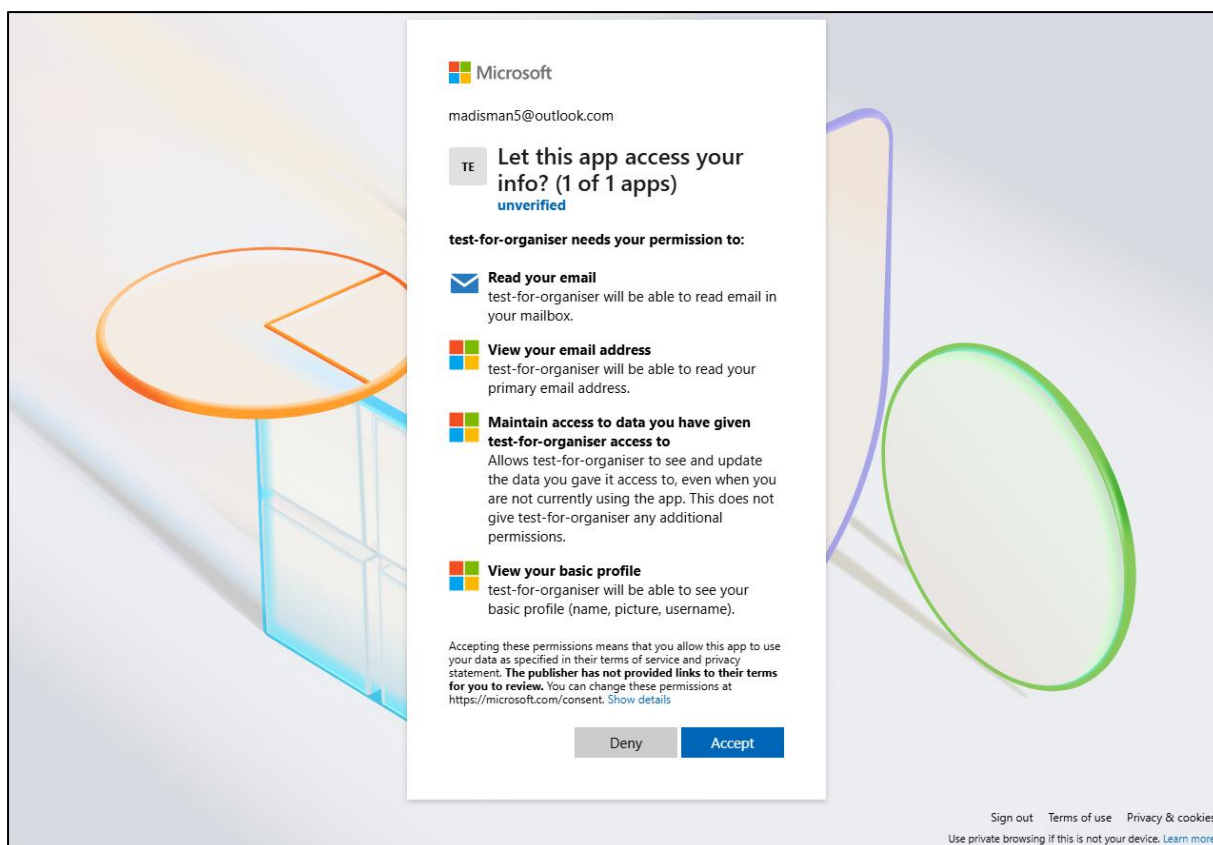 Microsoft
madisman5@outlook.com
TE
Let this app access your
info? (1 of 1 apps)
unverified
test-for-organiser needs your permission to:
Read your email
test-for-organiser will be able to read email in
your mailbox.
View your email address
test-for-organiser will be able to read your
primary email address.
Maintain access to data you have given
test-for-organiser access to
Allows test-for-organiser to see and update
the data you gave it access to, even when you
are not currently using the app. This does not
give test-for-organiser any additional
permissions.
View your basic profile
test-for-organiser will be able to see your
basic profile (name, picture, username).
Accepting these permissions means that you allow this app to use
your data as specified in their terms of service and privacy
statement. The publisher has not provided links to their terms
for you to review. You can change these permissions at
https://microsoft.com/consent. Show details
Deny Accept
Sign out Terms of use Privacy & cookies
Use private browsing if this is not your device. Learn more